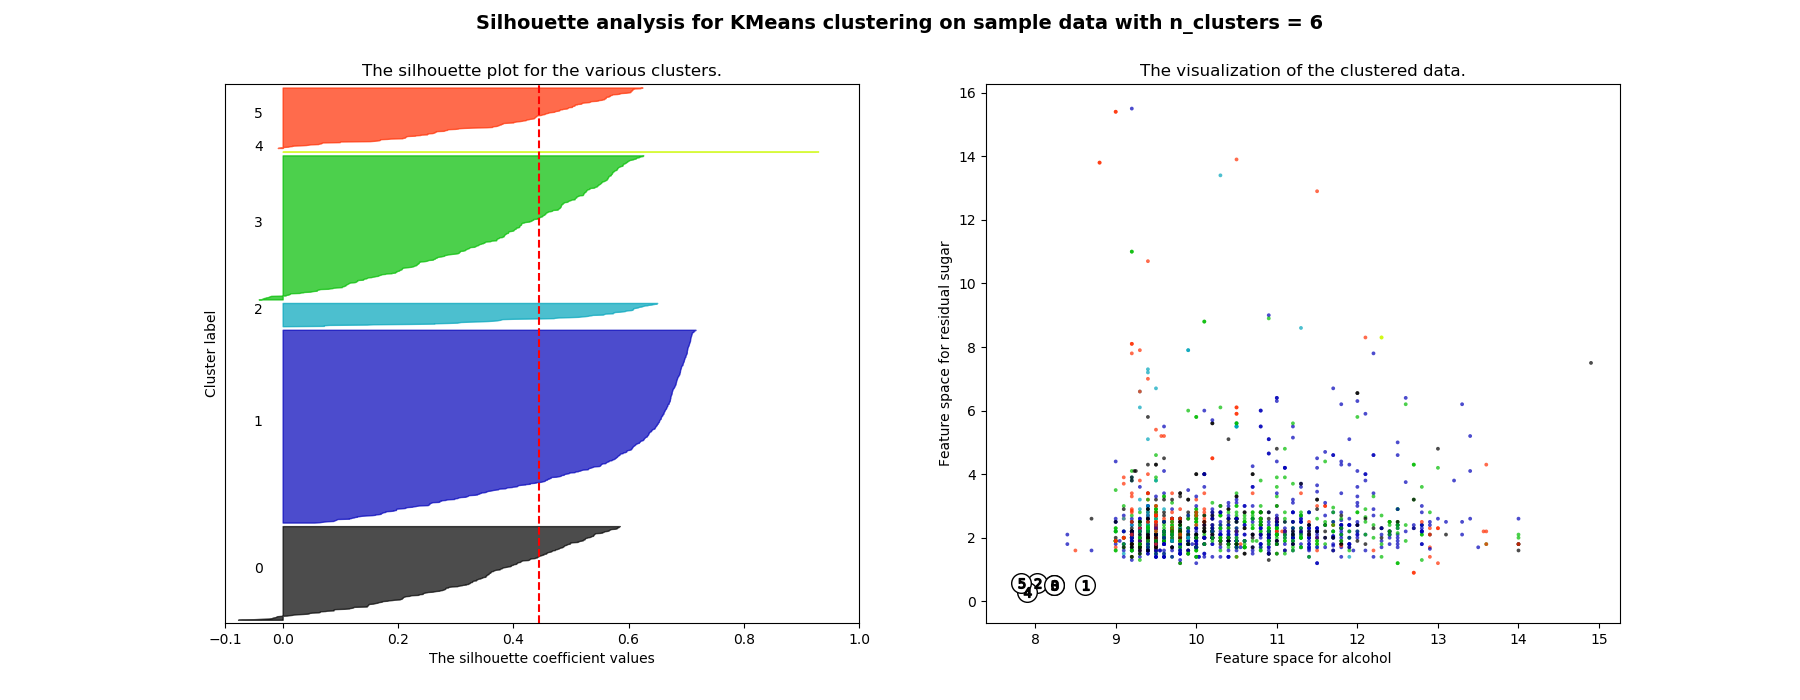 Silhouette analysis for KMeans clustering on sample data with n_clusters = 6
The silhouette plot for the various clusters.
Cluster label
5
4
3
2
1
0
−0.1 0.0 0.2 0.4 0.6 0.8 1.0
The silhouette coefficient values
The visualization of the clustered data.
Feature space for residual sugar
16
14
12
10
8
6
4
2
0
5 2 1
4
8 9 10 11 12 13 14 15
Feature space for alcohol